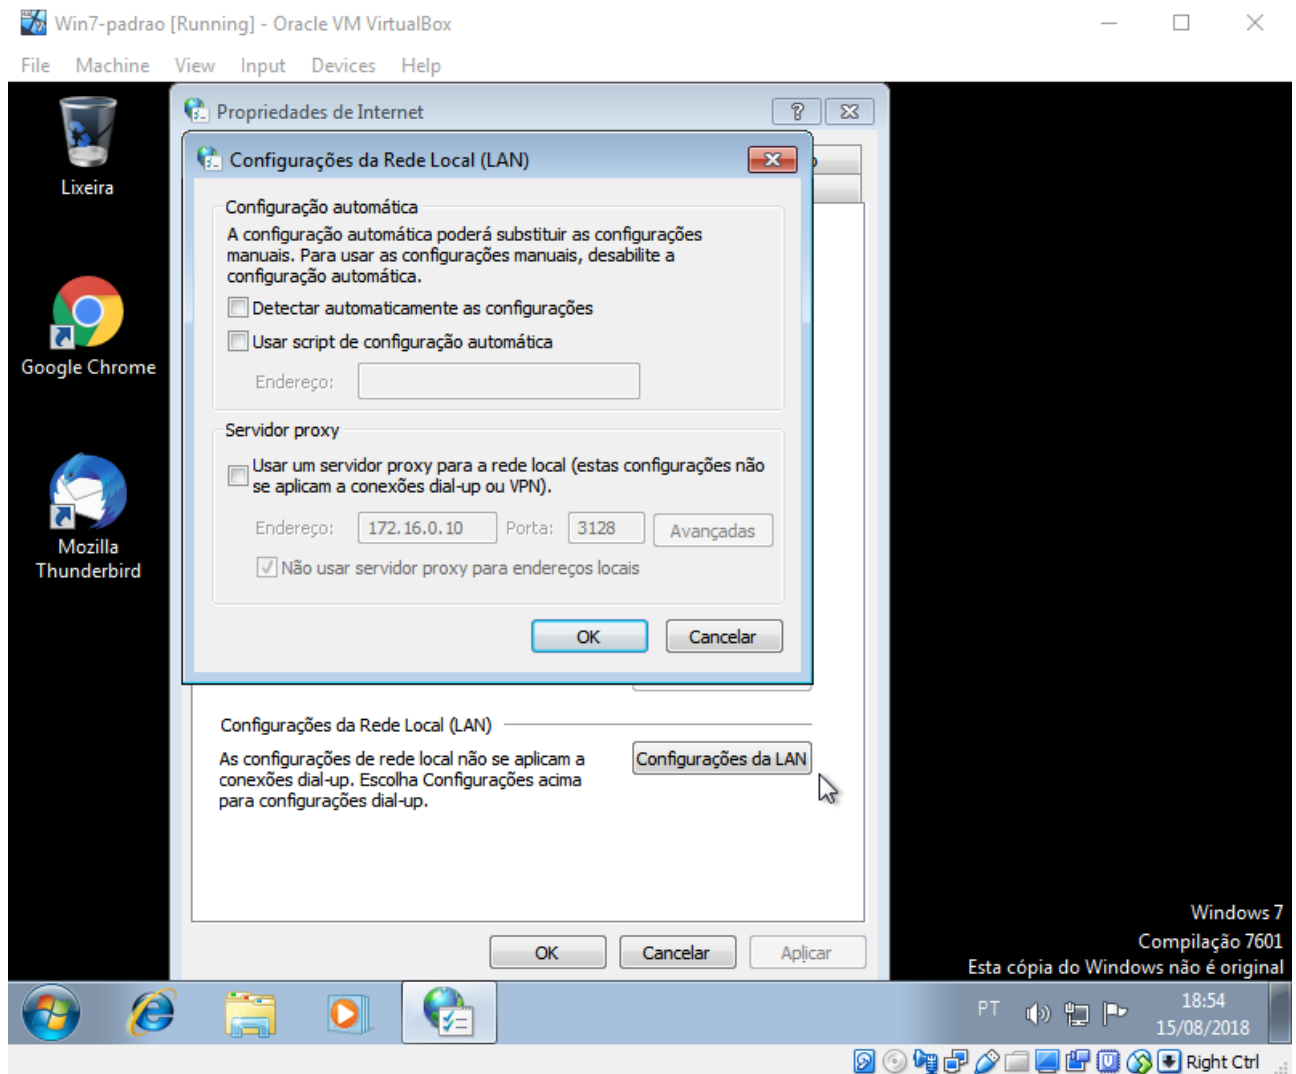 Win7-padrao [Running] - Oracle VM VirtualBox
File Machine View Input Devices Help
Lixeira
Google Chrome
Mozilla
Thunderbird
Propriedades de Internet
Configurações da Rede Local (LAN)
Configuração automática
A configuração automática poderá substituir as configurações
manuais. Para usar as configurações manuais, desabilite a
configuração automática.
Detectar automaticamente as configurações
Usar script de configuração automática
Endereço:
Servidor proxy
Usar um servidor proxy para a rede local (estas configurações não
se aplicam a conexões dial-up ou VPN).
Endereço: 172.16.0.10 Porta: 3128 Avançadas
Não usar servidor proxy para endereços locais
OK Cancelar
Configurações da Rede Local (LAN)
As configurações de rede local não se aplicam a
conexões dial-up. Escolha Configurações acima
para configurações dial-up.
Configurações da LAN
OK Cancelar Aplicar
Windows 7
Compilação 7601
Esta cópia do Windows não é original
PT
18:54
15/08/2018
Right Ctrl